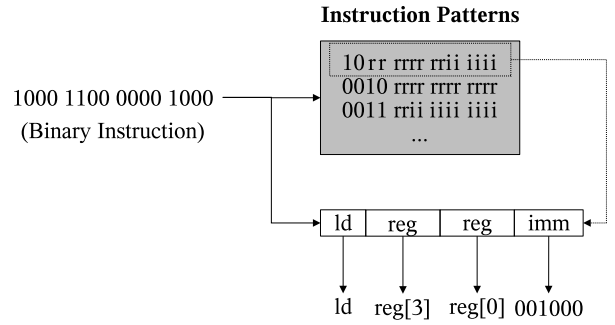 Instruction Patterns
10rr rrrr rrii iiii
0010 rrrr rrrr rrrr
0011 rrii iiii iiii
...
1000 1100 0000 1000
(Binary Instruction)
ld reg reg imm
ld reg[3] reg[0] 001000